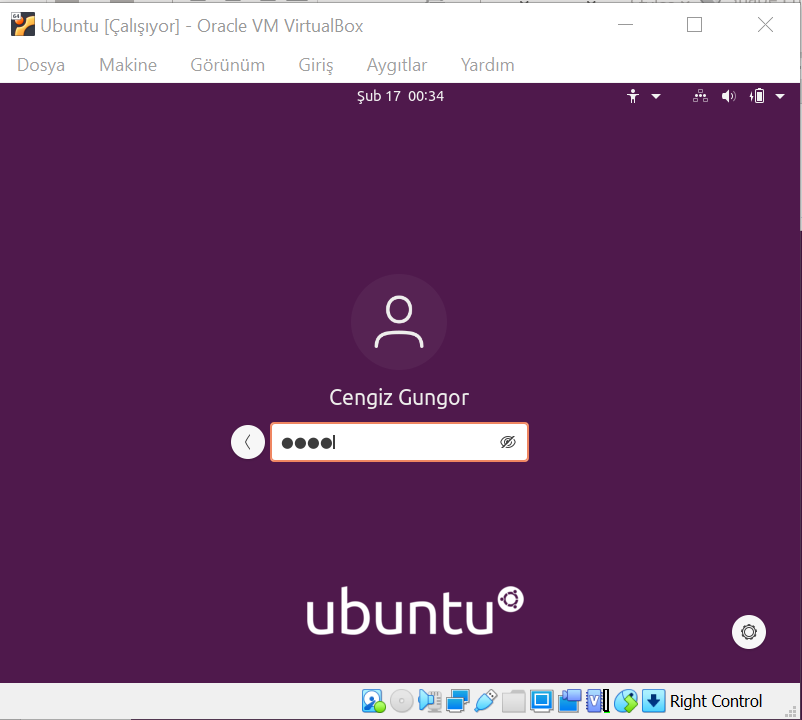 Ubuntu [Çalışıyor] - Oracle VM VirtualBox
Dosya Makine Görünüm Giriş Aygıtlar Yardım
Şub 17 00:34
Cengiz Gungor
ubuntu
Right Control